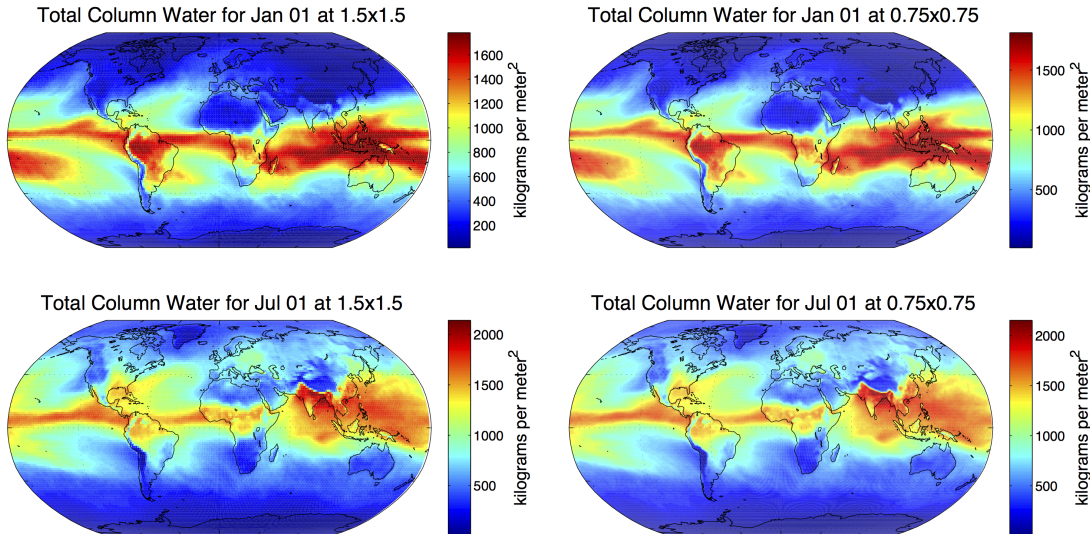 Total Column Water for Jan 01 at 1.5x1.5
1600
1400
1200
1000
800
600
400
200
kilograms per meter²
Total Column Water for Jan 01 at 0.75x0.75
1500
1000
500
kilograms per meter²
Total Column Water for Jul 01 at 1.5x1.5
2000
1500
1000
500
kilograms per meter²
Total Column Water for Jul 01 at 0.75x0.75
2000
1500
1000
500
kilograms per meter²